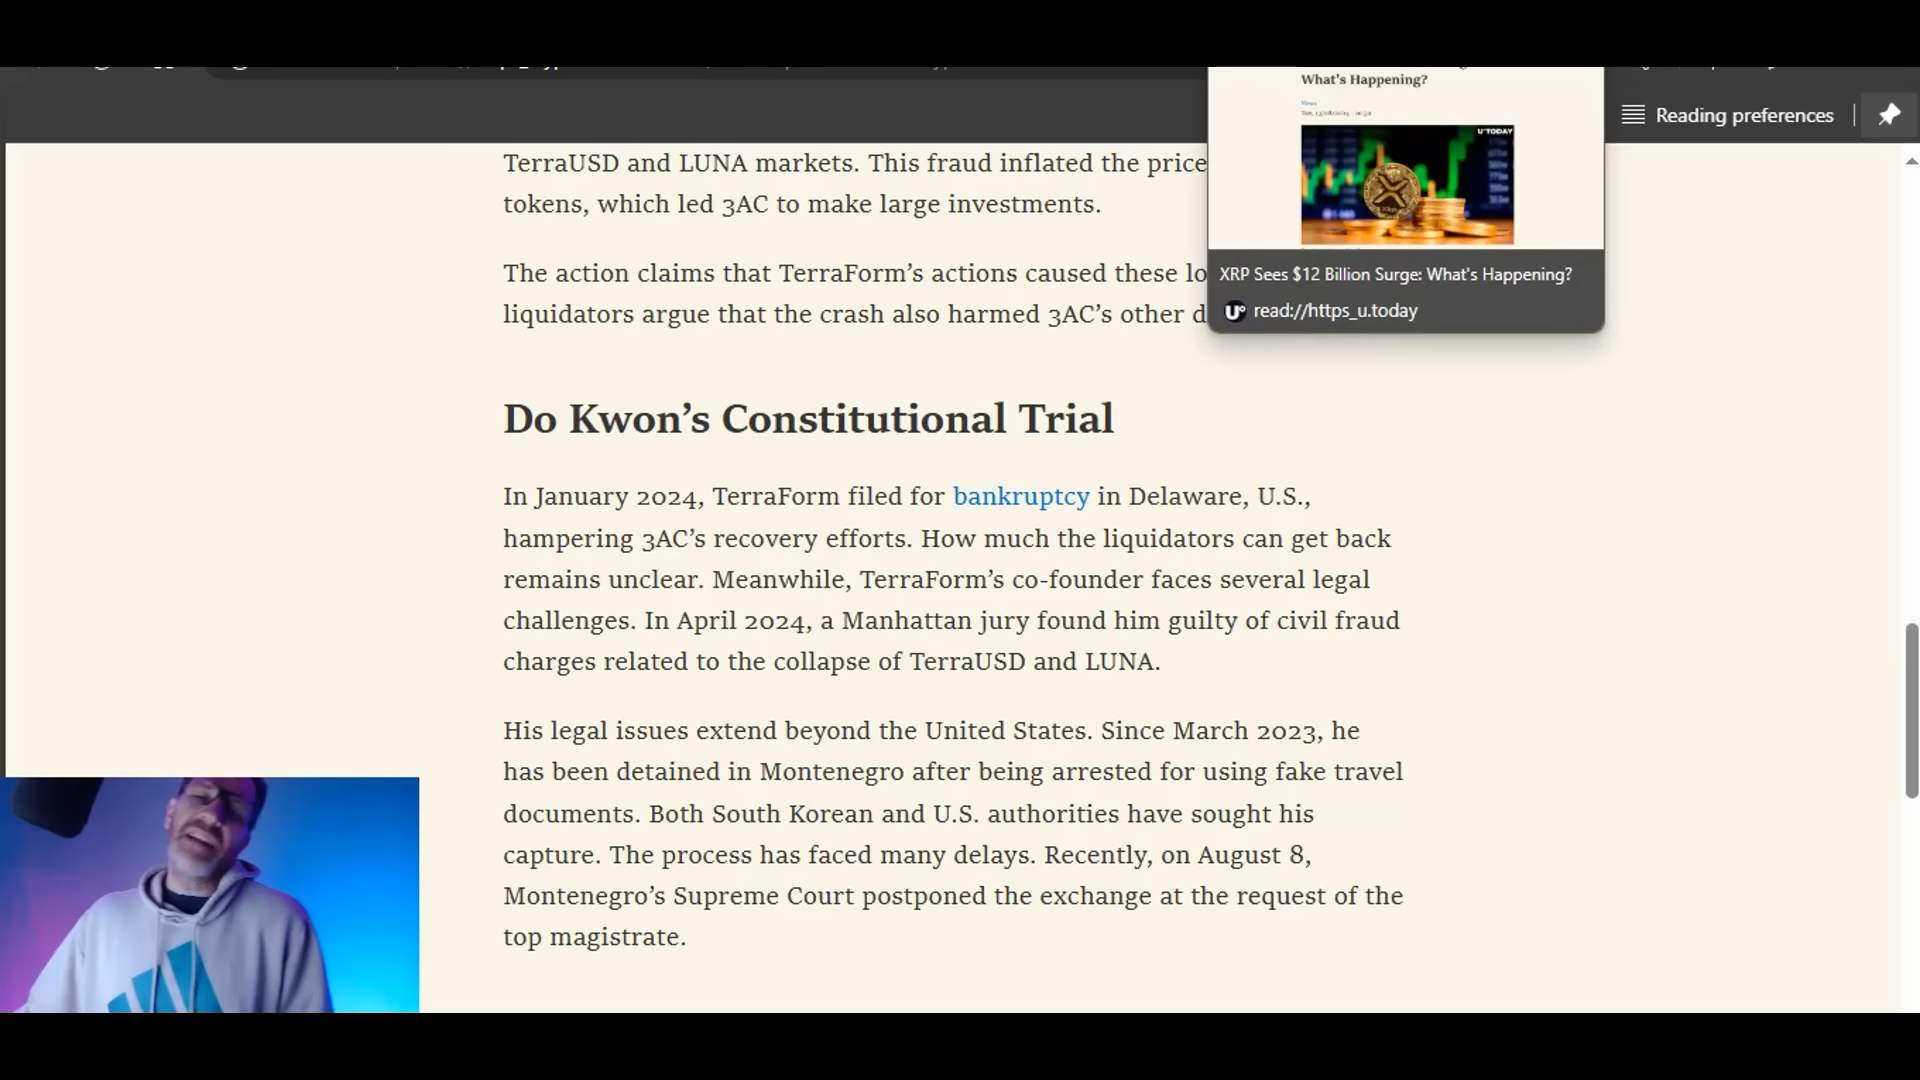 What's Happening?
News
U TODAY
Reading preferences
TerraUSD and LUNA markets. This fraud inflated the price
tokens, which led 3AC to make large investments.
The action claims that TerraForm’s actions caused these lo
liquidators argue that the crash also harmed 3AC’s other d
XRP Sees $12 Billion Surge: What's Happening?
U
read://https_u.today
Do Kwon’s Constitutional Trial
In January 2024, TerraForm filed for bankruptcy in Delaware, U.S.,
hampering 3AC’s recovery efforts. How much the liquidators can get back
remains unclear. Meanwhile, TerraForm’s co-founder faces several legal
challenges. In April 2024, a Manhattan jury found him guilty of civil fraud
charges related to the collapse of TerraUSD and LUNA.
His legal issues extend beyond the United States. Since March 2023, he
has been detained in Montenegro after being arrested for using fake travel
documents. Both South Korean and U.S. authorities have sought his
capture. The process has faced many delays. Recently, on August 8,
Montenegro’s Supreme Court postponed the exchange at the request of the
top magistrate.